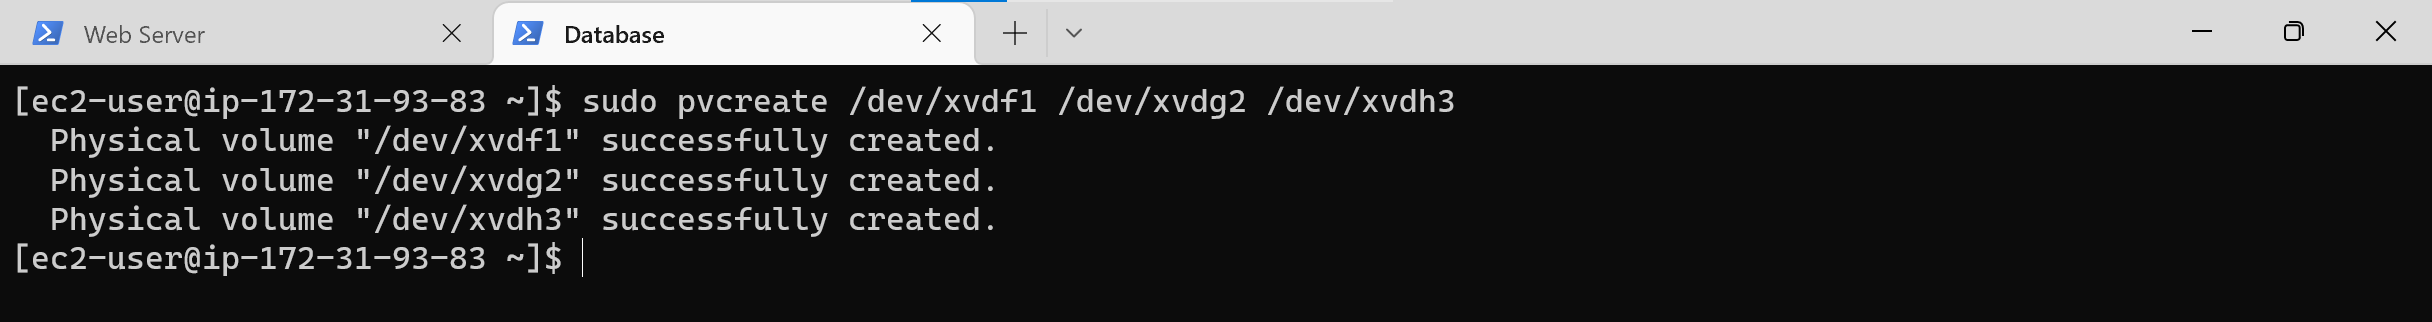 Web Server
Database
[ec2-user@ip-172-31-93-83 ~]$ sudo pvcreate /dev/xvdf1 /dev/xvdg2 /dev/xvdh3
  Physical volume "/dev/xvdf1" successfully created.
  Physical volume "/dev/xvdg2" successfully created.
  Physical volume "/dev/xvdh3" successfully created.
[ec2-user@ip-172-31-93-83 ~]$